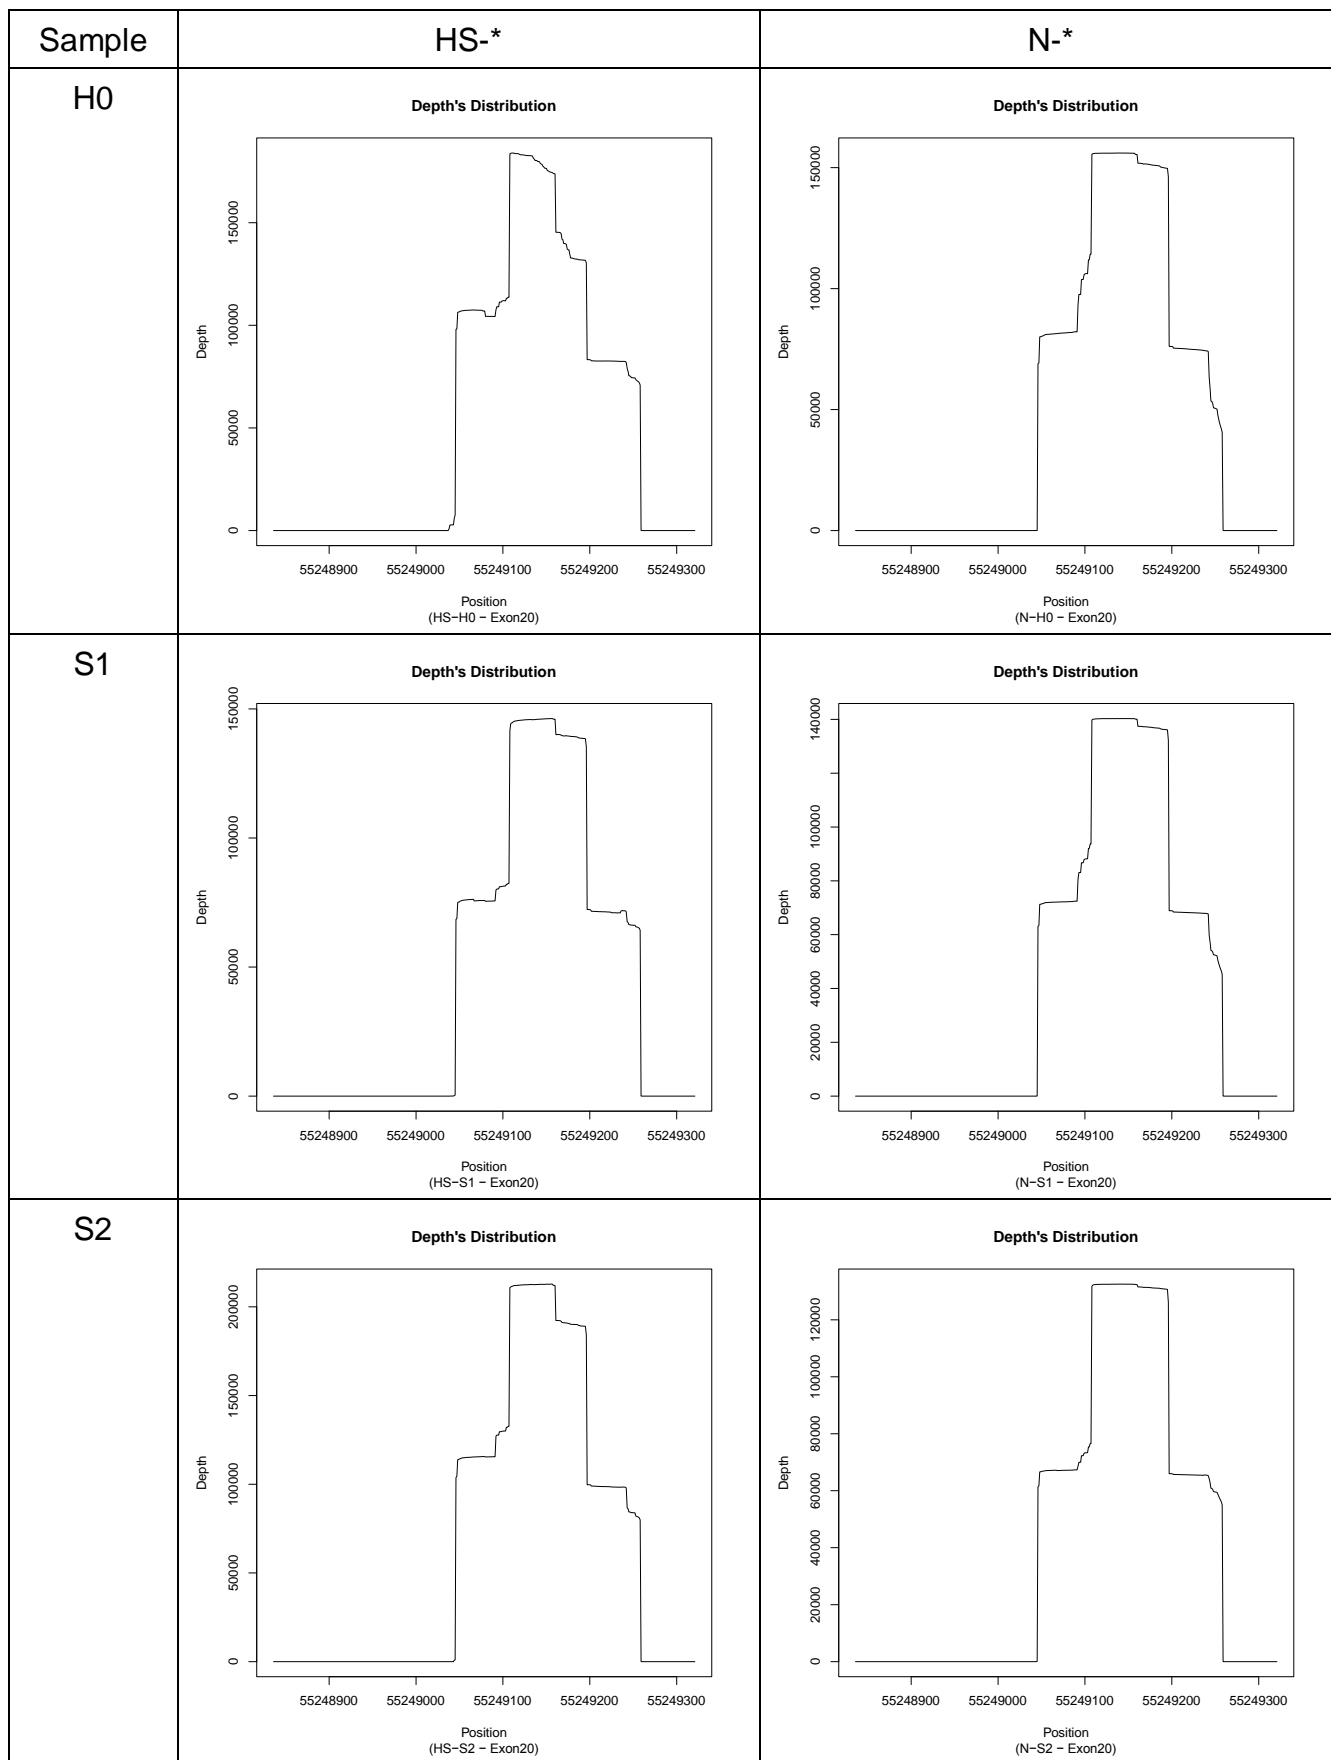 Sample HS-* N-*
H0
Depth's Distribution
Depth
0 50000 100000 150000
55248900 55249000 55249100 55249200 55249300
Position
(HS−H0 − Exon20)
Depth's Distribution
Depth
0 50000 100000 150000
55248900 55249000 55249100 55249200 55249300
Position
(N−H0 − Exon20)
S1
Depth's Distribution
Depth
0 50000 100000 150000
55248900 55249000 55249100 55249200 55249300
Position
(HS−S1 − Exon20)
Depth's Distribution
Depth
0 20000 40000 60000 80000 100000 140000
55248900 55249000 55249100 55249200 55249300
Position
(N−S1 − Exon20)
S2
Depth's Distribution
Depth
0 50000 100000 150000 200000
55248900 55249000 55249100 55249200 55249300
Position
(HS−S2 − Exon20)
Depth's Distribution
Depth
0 20000 40000 60000 80000 100000 120000
55248900 55249000 55249100 55249200 55249300
Position
(N−S2 − Exon20)